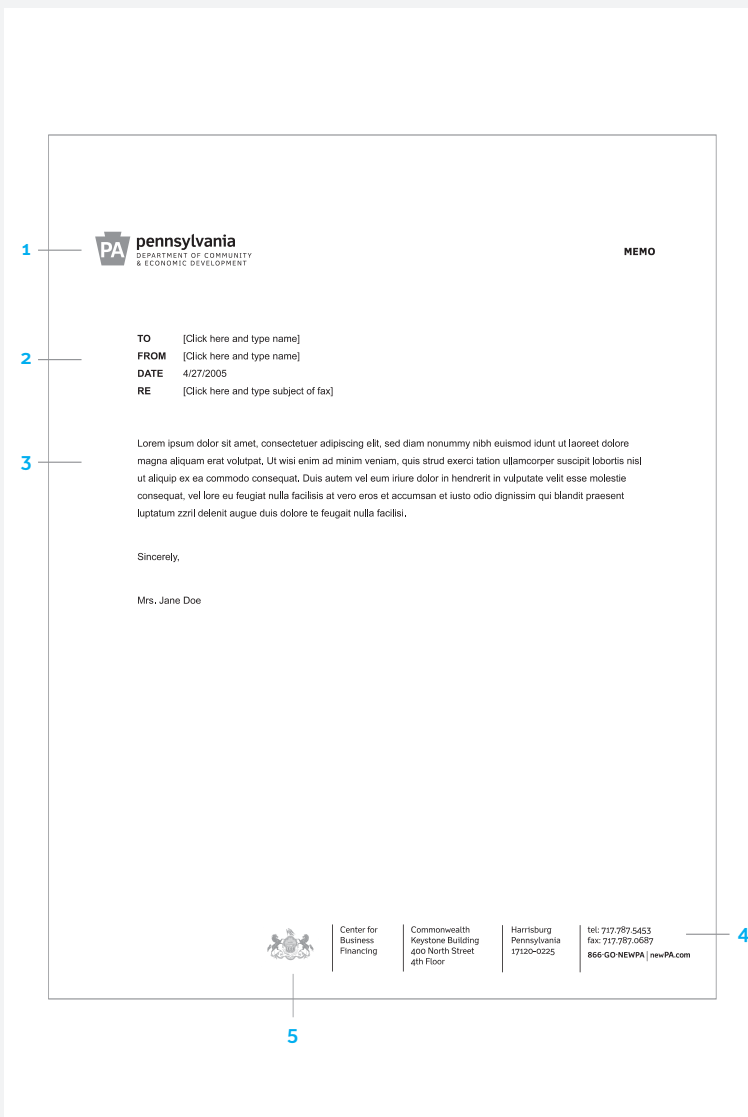 1
PA
pennsylvania
DEPARTMENT OF COMMUNITY
& ECONOMIC DEVELOPMENT
MEMO
2
TO [Click here and type name]
FROM [Click here and type name]
DATE 4/27/2005
RE [Click here and type subject of fax]
3
Lorem ipsum dolor sit amet, consectetuer adipiscing elit, sed diam nonummy nibh euismod idunt ut laoreet dolore
magna aliquam erat volutpat. Ut wisi enim ad minim veniam, quis strud exerci tation ullamcorper suscipit lobortis nisl
ut aliquip ex ea commodo consequat. Duis autem vel eum iriure dolor in hendrerit in vulputate velit esse molestie
consequat, vel lore eu feugiat nulla facilisis at vero eros et accumsan et iusto odio dignissim qui blandit praesent
luptatum zzril delenit augue duis dolore te feugait nulla facilisi.
Sincerely,
Mrs. Jane Doe
Center for
Business
Financing
Commonwealth
Keystone Building
400 North Street
4th Floor
Harrisburg
Pennsylvania
17120-0225
tel: 717.787.5453
fax: 717.787.0687
866-GO-NEWPA | newPA.com
4
5